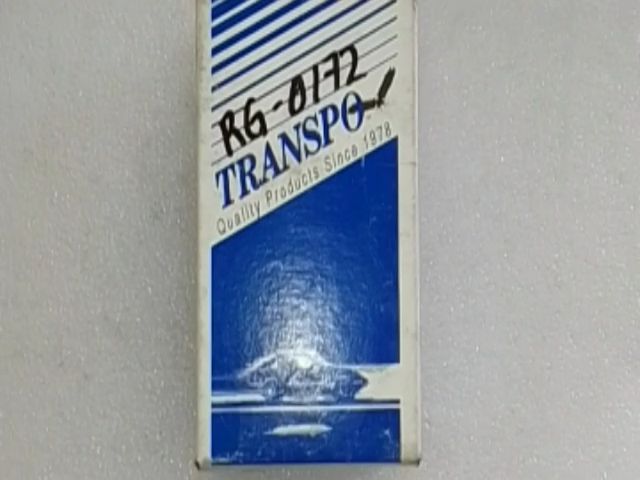 RG-0172
TRANSPO
Quality Products Since 1978